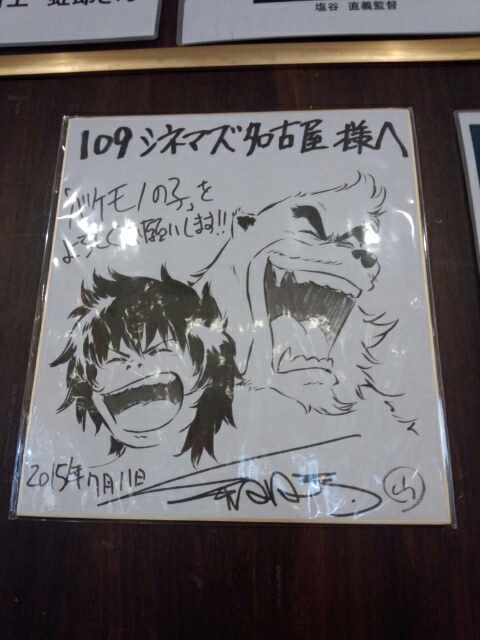 塩谷 直義監督
109シネマズ名古屋様へ
「バケモノの子」を
よろしくお願いします!!
2015年7月11日